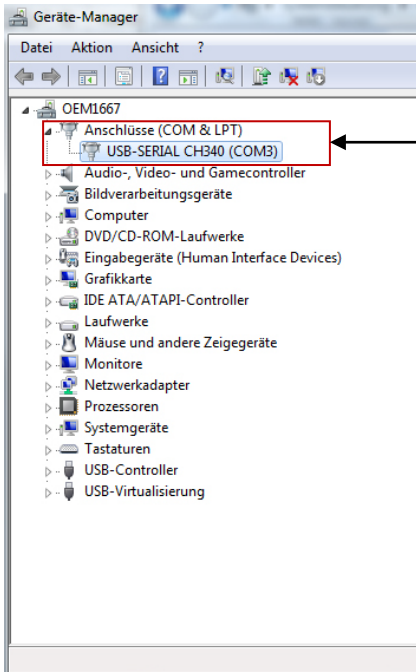 Geräte-Manager
Datei Aktion Ansicht ?
OEM1667
Anschlüsse (COM & LPT)
USB-SERIAL CH340 (COM3)
Audio-, Video- und Gamecontroller
Bildverarbeitungsgeräte
Computer
DVD/CD-ROM-Laufwerke
Eingabegeräte (Human Interface Devices)
Grafikkarte
IDE ATA/ATAPI-Controller
Laufwerke
Mäuse und andere Zeigegeräte
Monitore
Netzwerkadapter
Prozessoren
Systemgeräte
Tastaturen
USB-Controller
USB-Virtualisierung